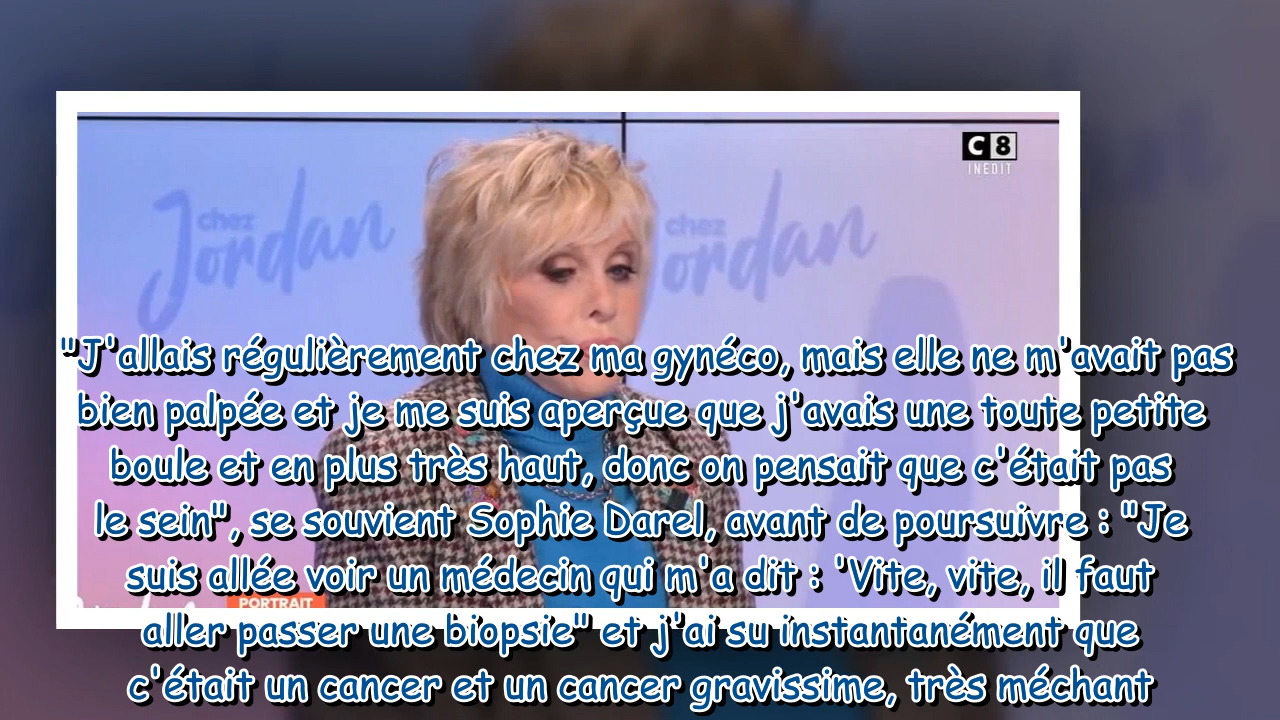 C8
INÉDIT
chez
Jordan
chez
Jordan
"J'allais régulièrement chez ma gynéco, mais elle ne m'avait pas
bien palpée et je me suis aperçue que j'avais une toute petite
boule et en plus très haut, donc on pensait que c'était pas
le sein", se souvient Sophie Darel, avant de poursuivre : "Je
suis allée voir un médecin qui m'a dit : 'Vite, vite, il faut
PORTRAIT
aller passer une biopsie" et j'ai su instantanément que
c'était un cancer et un cancer gravissime, très méchant